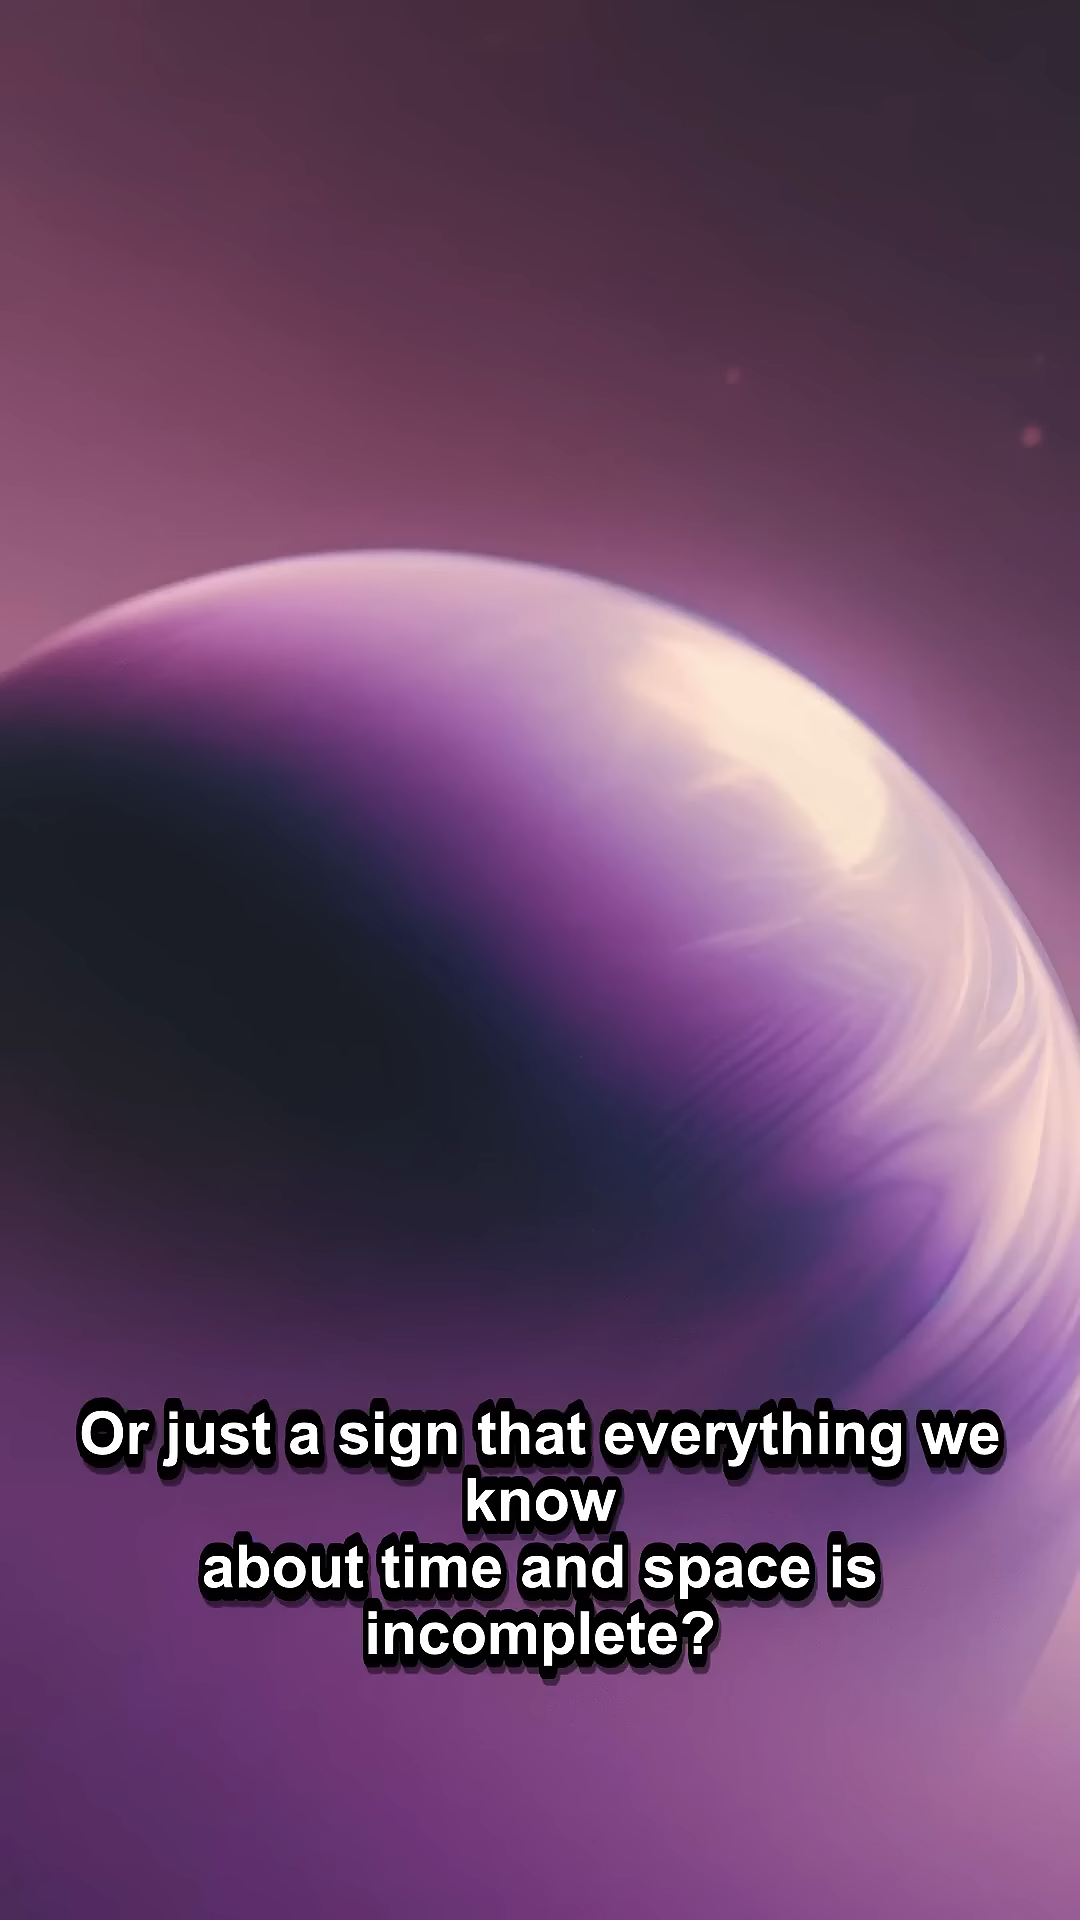 Or just a sign that everything we
know
about time and space is
incomplete?